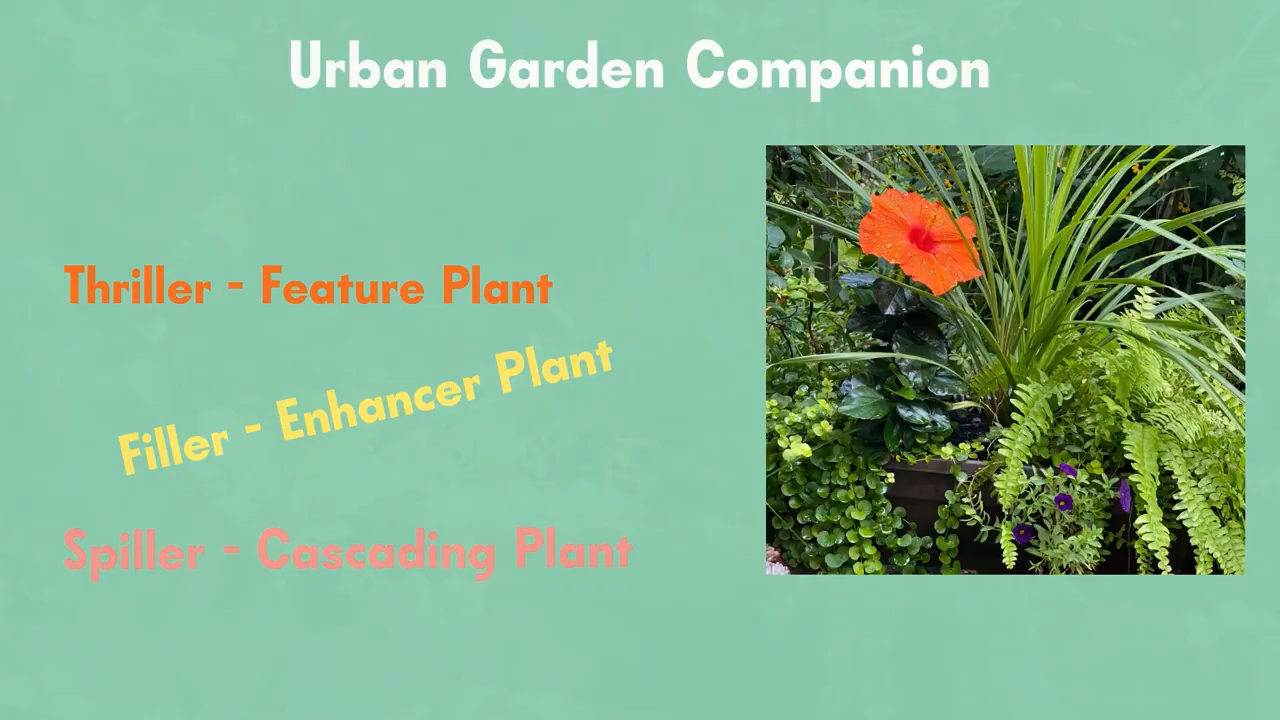 Urban Garden Companion
Thriller - Feature Plant
Filler - Enhancer Plant
Spiller - Cascading Plant